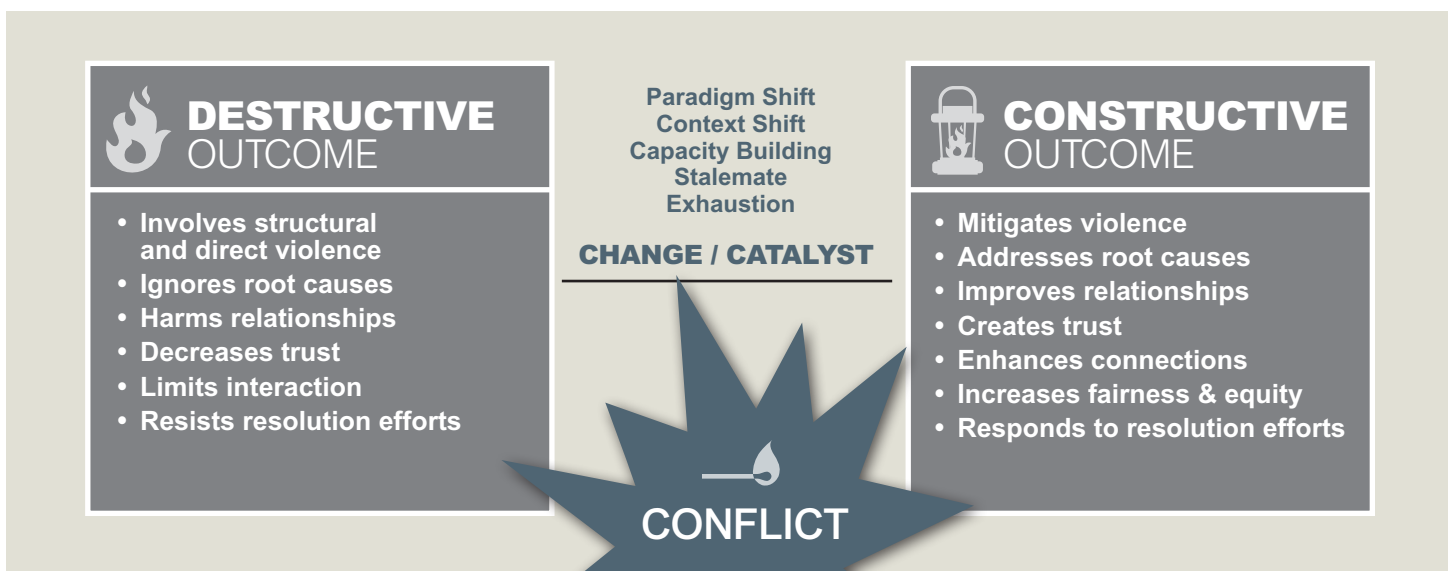 DESTRUCTIVE
OUTCOME
• Involves structural
and direct violence
• Ignores root causes
• Harms relationships
• Decreases trust
• Limits interaction
• Resists resolution efforts
Paradigm Shift
Context Shift
Capacity Building
Stalemate
Exhaustion
CHANGE / CATALYST
CONFLICT
CONSTRUCTIVE
OUTCOME
• Mitigates violence
• Addresses root causes
• Improves relationships
• Creates trust
• Enhances connections
• Increases fairness & equity
• Responds to resolution efforts